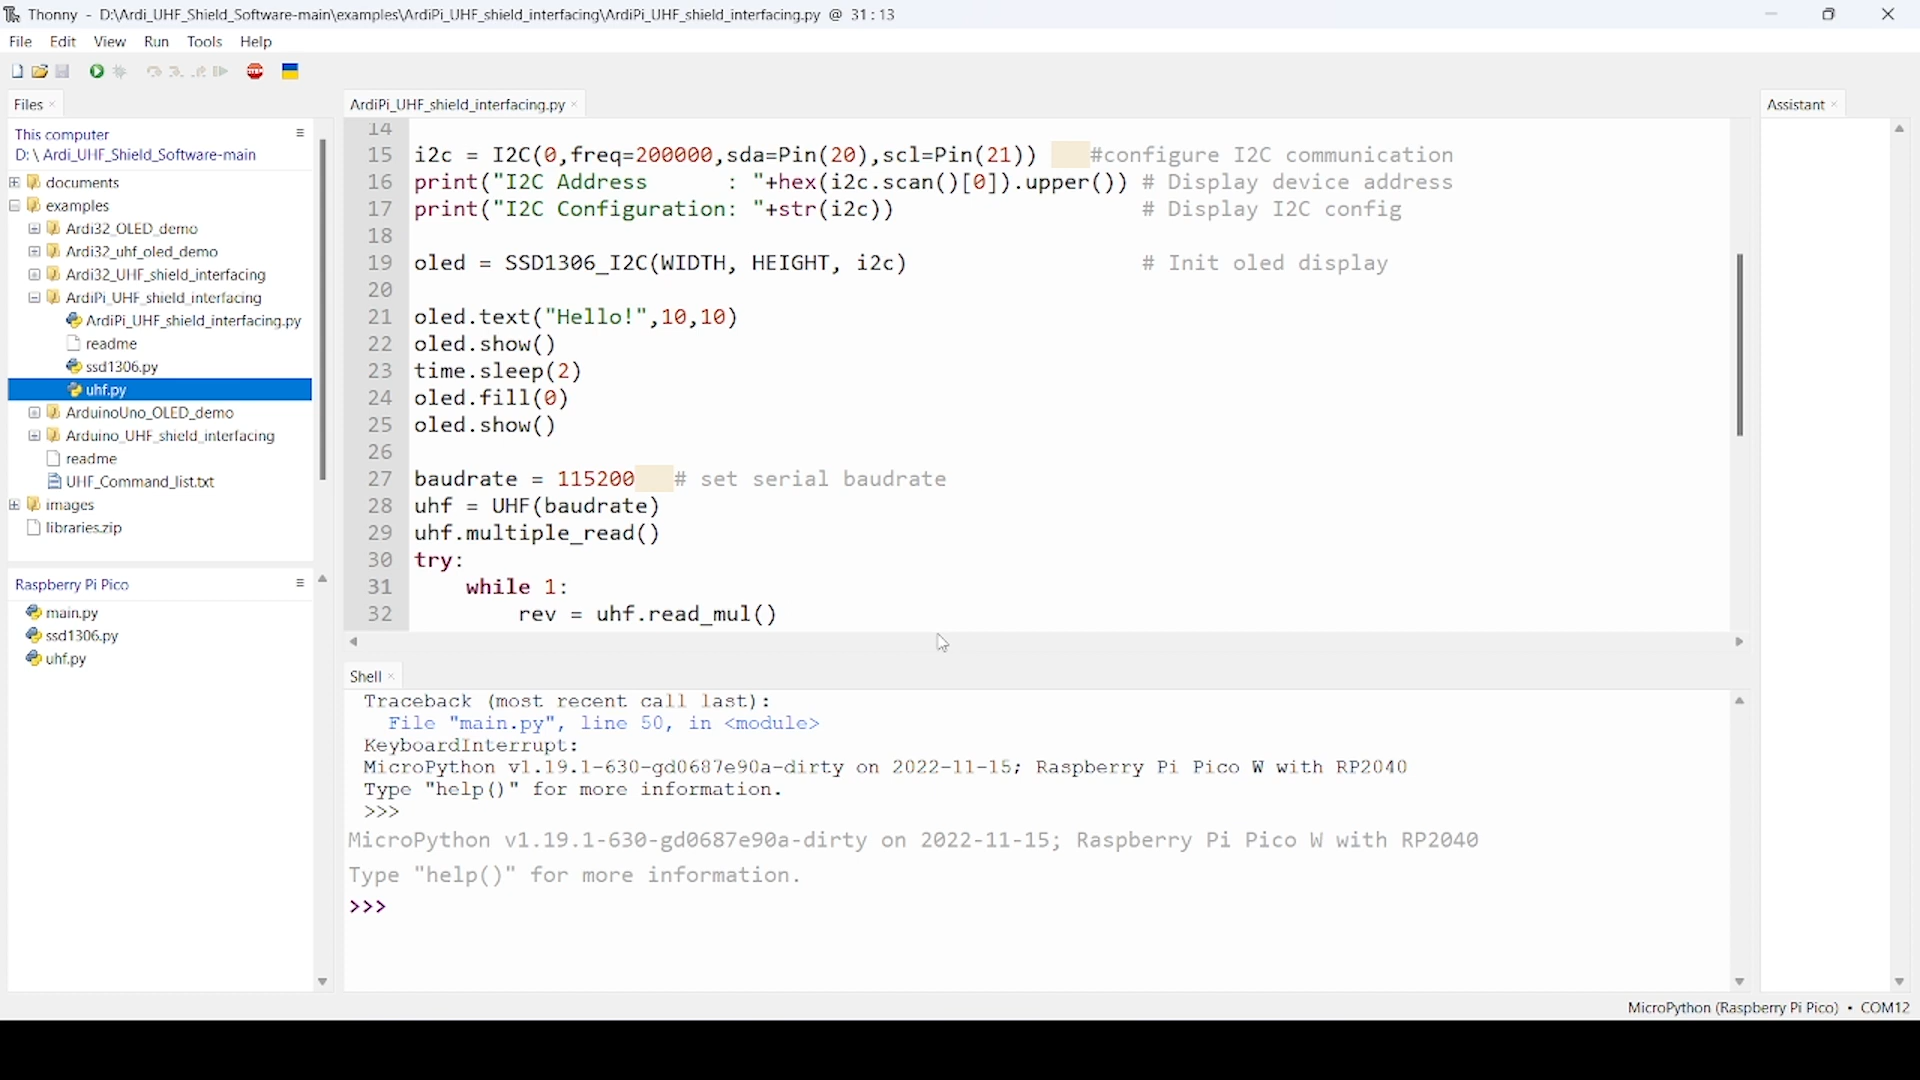 Thonny - D:\Ardi_UHF_Shield_Software-main\examples\ArdiPi_UHF_shield_interfacing\ArdiPi_UHF_shield_interfacing.py @ 31:13
File Edit View Run Tools Help
STOP
Files
This computer
D: \ Ardi_UHF_Shield_Software-main
documents
examples
Ardi32_OLED_demo
Ardi32_uhf_oled_demo
Ardi32_UHF_shield_interfacing
ArdiPi_UHF_shield_interfacing
ArdiPi_UHF_shield_interfacing.py
readme
ssd1306.py
uhf.py
ArduinoUno_OLED_demo
Arduino_UHF_shield_interfacing
readme
UHF_Command_list.txt
images
libraries.zip
Raspberry Pi Pico
main.py
ssd1306.py
uhf.py
ArdiPi_UHF_shield_interfacing.py
14
15 i2c = I2C(0,freq=200000,sda=Pin(20),scl=Pin(21)) #configure I2C communication
16 print("I2C Address : "+hex(i2c.scan()[0]).upper()) # Display device address
17 print("I2C Configuration: "+str(i2c)) # Display I2C config
18
19 oled = SSD1306_I2C(WIDTH, HEIGHT, i2c) # Init oled display
20
21 oled.text("Hello!",10,10)
22 oled.show()
23 time.sleep(2)
24 oled.fill(0)
25 oled.show()
26
27 baudrate = 115200 # set serial baudrate
28 uhf = UHF(baudrate)
29 uhf.multiple_read()
30 try:
31 while 1:
32 rev = uhf.read_mul()
Shell
Traceback (most recent call last):
File "main.py", line 50, in <module>
KeyboardInterrupt:
MicroPython v1.19.1-630-gd0687e90a-dirty on 2022-11-15; Raspberry Pi Pico W with RP2040
Type "help()" for more information.
>>>
MicroPython v1.19.1-630-gd0687e90a-dirty on 2022-11-15; Raspberry Pi Pico W with RP2040
Type "help()" for more information.
>>>
Assistant
MicroPython (Raspberry Pi Pico) • COM12